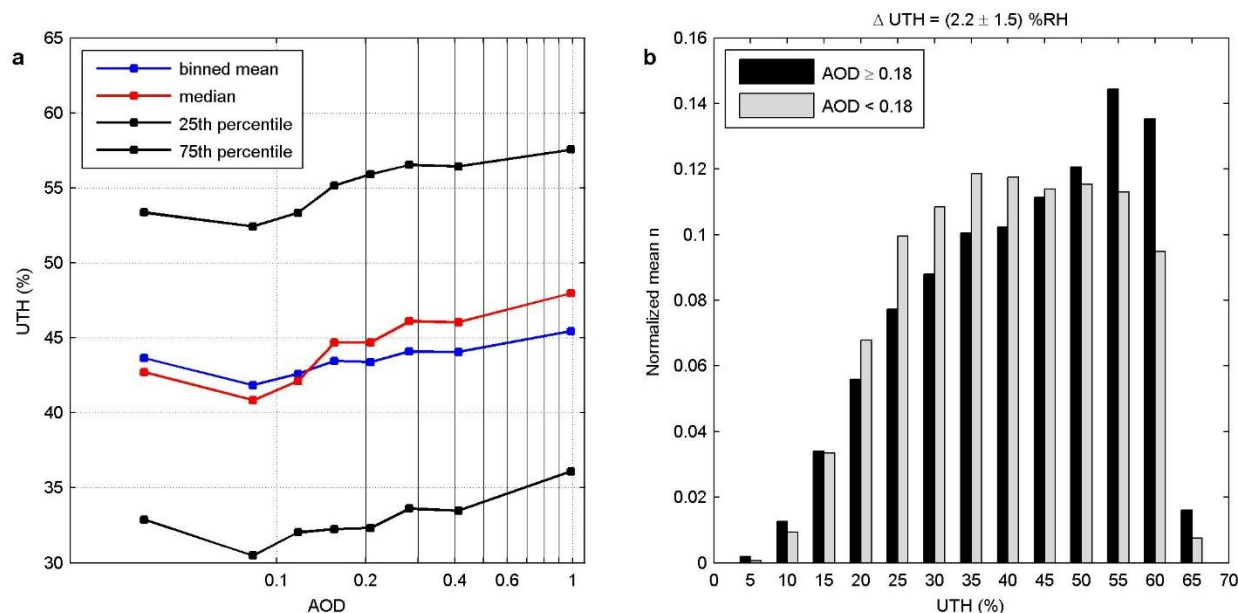 a
65
60
55
50
45
40
35
30
UTH (%)
binned mean
median
25th percentile
75th percentile
0.1 0.2 0.4 0.6 1
AOD
Δ UTH = (2.2 ± 1.5) %RH
b
0.16
0.14
0.12
0.1
0.08
0.06
0.04
0.02
0
Normalized mean n
AOD ≥ 0.18
AOD < 0.18
0 5 10 15 20 25 30 35 40 45 50 55 60 65 70
UTH (%)